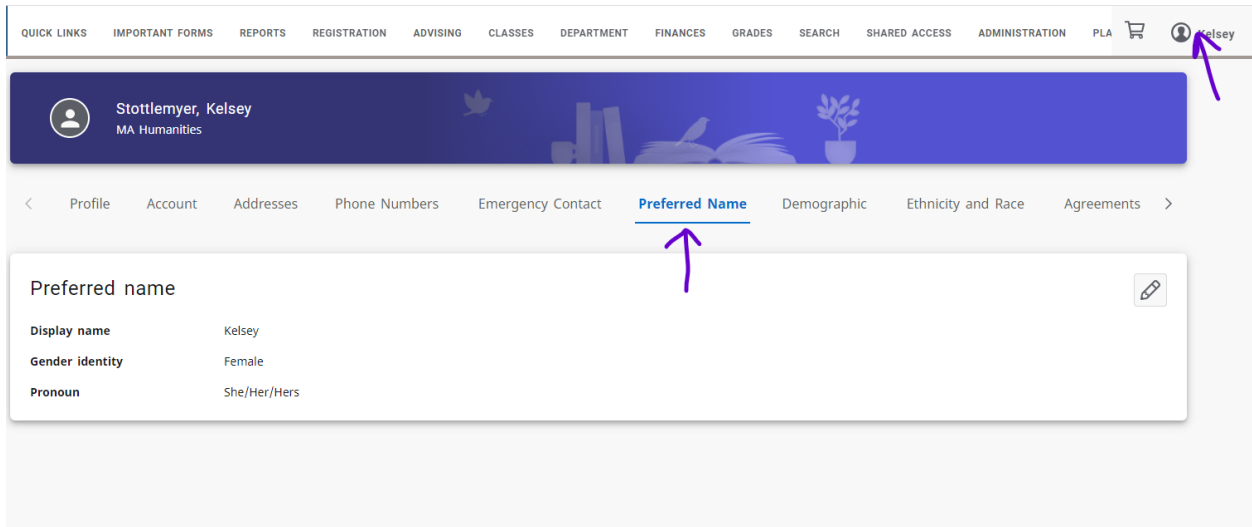 QUICK LINKS IMPORTANT FORMS REPORTS REGISTRATION ADVISING CLASSES DEPARTMENT FINANCES GRADES SEARCH SHARED ACCESS ADMINISTRATION PLA Kelsey
Stottlemyer, Kelsey
MA Humanities
Profile Account Addresses Phone Numbers Emergency Contact Preferred Name Demographic Ethnicity and Race Agreements
Preferred name
Display name Kelsey
Gender identity Female
Pronoun She/Her/Hers